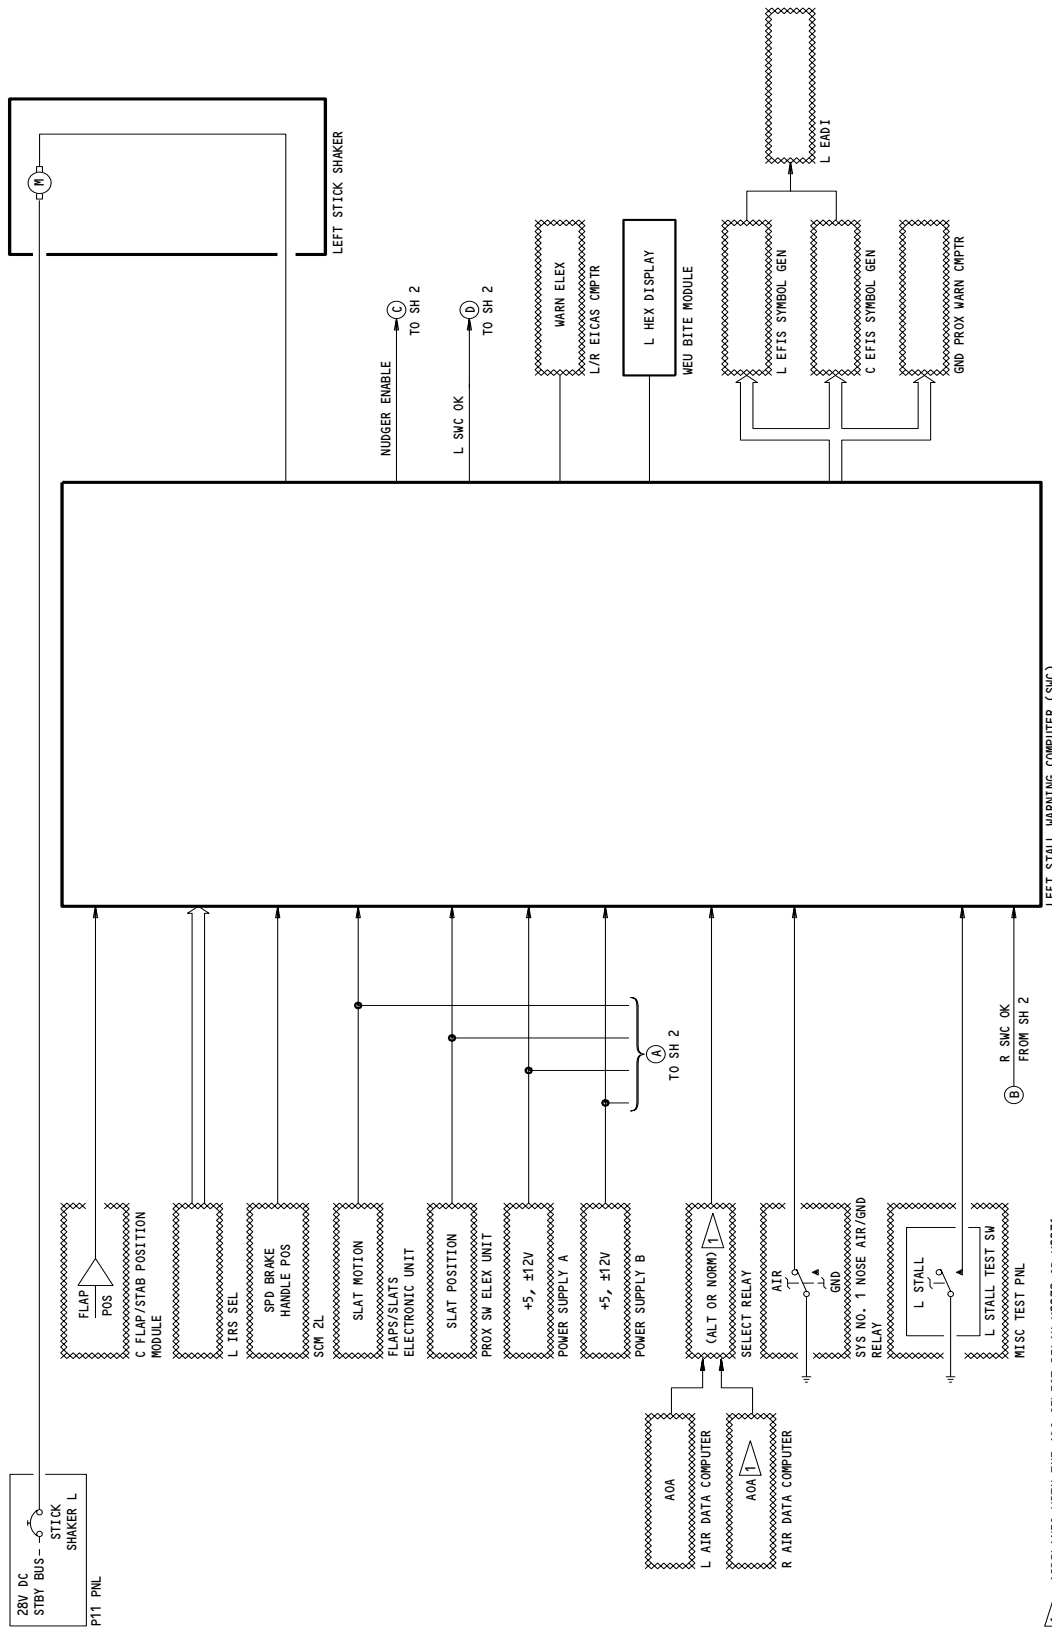 28V DC
STBY BUS
STICK
SHAKER L
P11 PNL
M
LEFT STICK SHAKER
FLAP
POS
C FLAP/STAB POSITION
MODULE
L IRS SEL
SPD BRAKE
HANDLE POS
SCM 2L
SLAT MOTION
FLAPS/SLATS
ELECTRONIC UNIT
SLAT POSITION
PROX SW ELEX UNIT
+5, ±12V
POWER SUPPLY A
+5, ±12V
POWER SUPPLY B
A
TO SH 2
AOA
L AIR DATA COMPUTER
AOA 1
R AIR DATA COMPUTER
(ALT OR NORM) 1
SELECT RELAY
AIR
GND
SYS NO. 1 NOSE AIR/GND
RELAY
L STALL
L STALL TEST SW
MISC TEST PNL
B
R SWC OK
FROM SH 2
LEFT STALL WARNING COMPUTER (SWC)
NUDGER ENABLE
C
TO SH 2
L SWC OK
D
TO SH 2
WARN ELEX
L/R EICAS CMPTR
L HEX DISPLAY
WEU BITE MODULE
L EFIS SYMBOL GEN
C EFIS SYMBOL GEN
GND PROX WARN CMPTR
L EADI